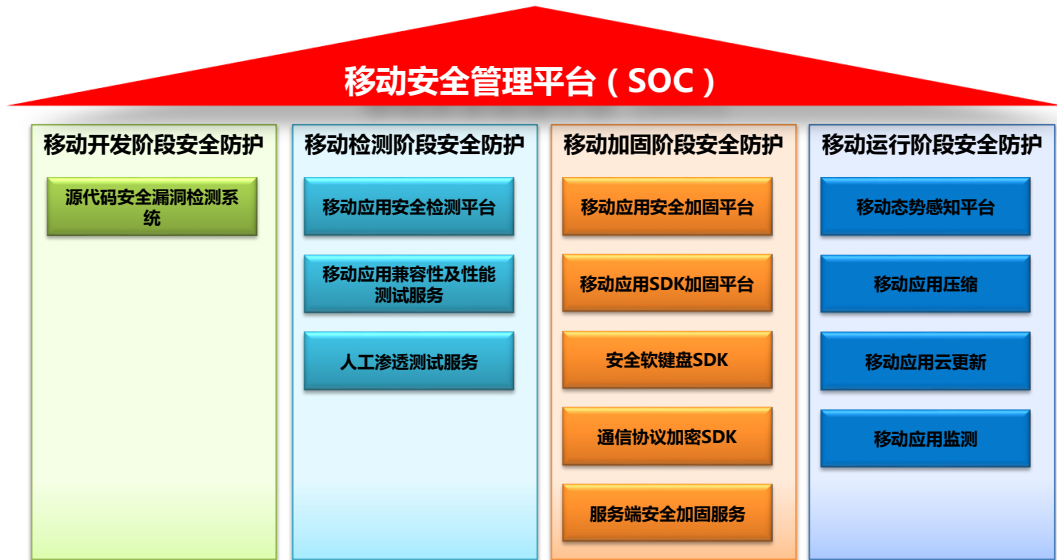 移动安全管理平台（SOC）
移动开发阶段安全防护
源代码安全漏洞检测系
统
移动检测阶段安全防护
移动应用安全检测平台
移动应用兼容性及性能
测试服务
人工渗透测试服务
移动加固阶段安全防护
移动应用安全加固平台
移动应用SDK加固平台
安全软键盘SDK
通信协议加密SDK
服务端安全加固服务
移动运行阶段安全防护
移动态势感知平台
移动应用压缩
移动应用云更新
移动应用监测